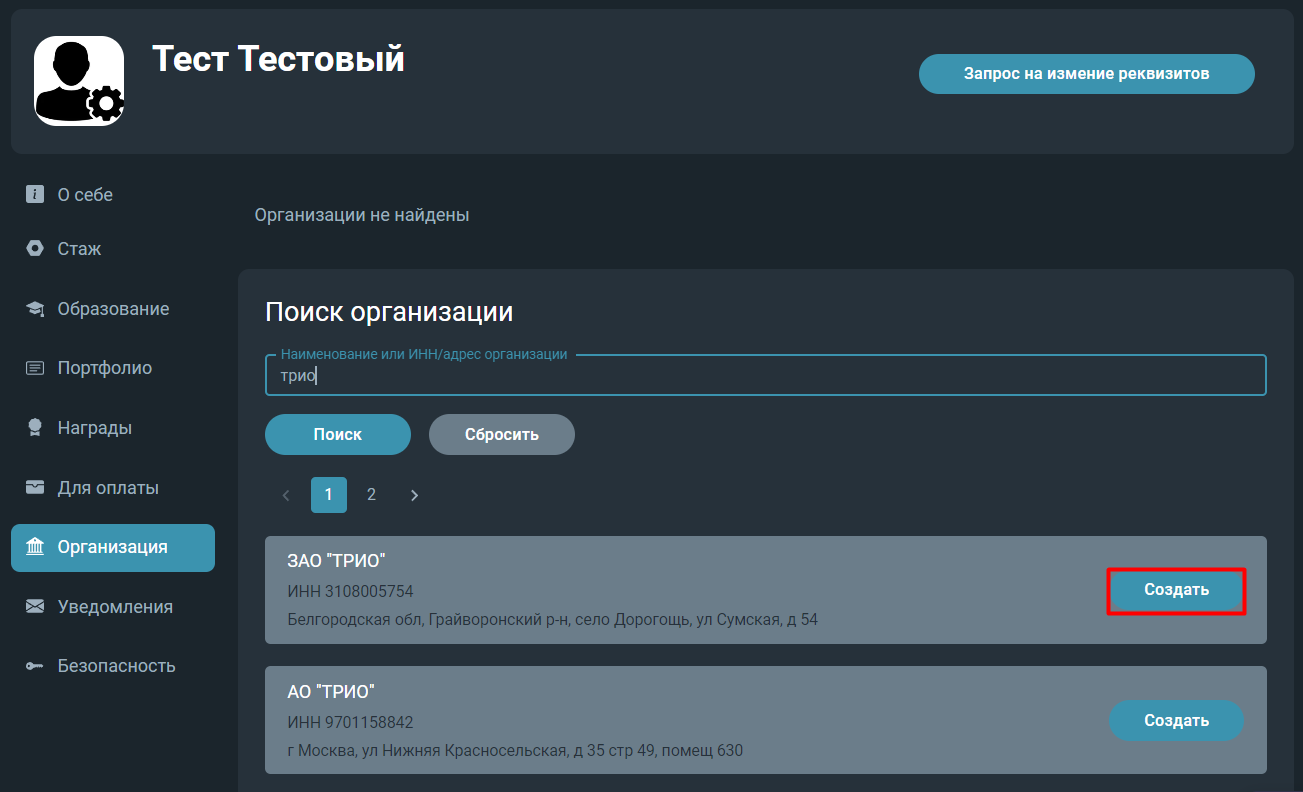 Тест Тестовый
Запрос на измение реквизитов
О себе
Стаж
Образование
Портфолио
Награды
Для оплаты
Организация
Уведомления
Безопасность
Организации не найдены
Поиск организации
Наименование или ИНН/адрес организации
трио
Поиск
Сбросить
1
2
ЗАО "ТРИО"
ИНН 3108005754
Белгородская обл, Грайворонский р-н, село Дорогощь, ул Сумская, д 54
Создать
АО "ТРИО"
ИНН 9701158842
г Москва, ул Нижняя Красносельская, д 35 стр 49, помещ 630
Создать